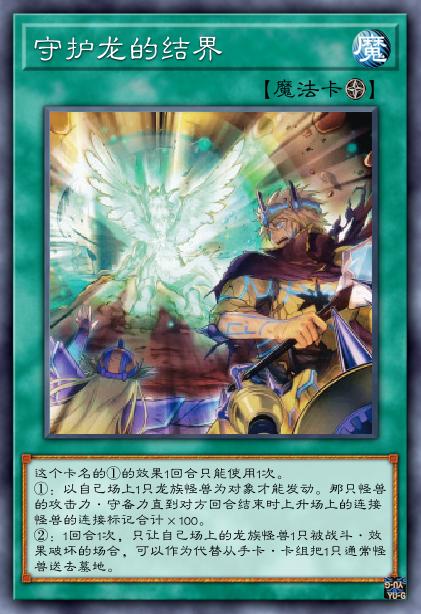 守护龙的结界
魔
【魔法卡】
这个卡名的①的效果1回合只能使用1次。
①：以自己场上1只龙族怪兽为对象才能发动。那只怪兽
的攻击力·守备力直到对方回合结束时上升场上的连接
怪兽的连接标记合计×100。
②：1回合1次，只让自己场上的龙族怪兽1只被战斗·效
果破坏的场合，可以作为代替从手卡·卡组把1只通常怪
兽送去墓地。